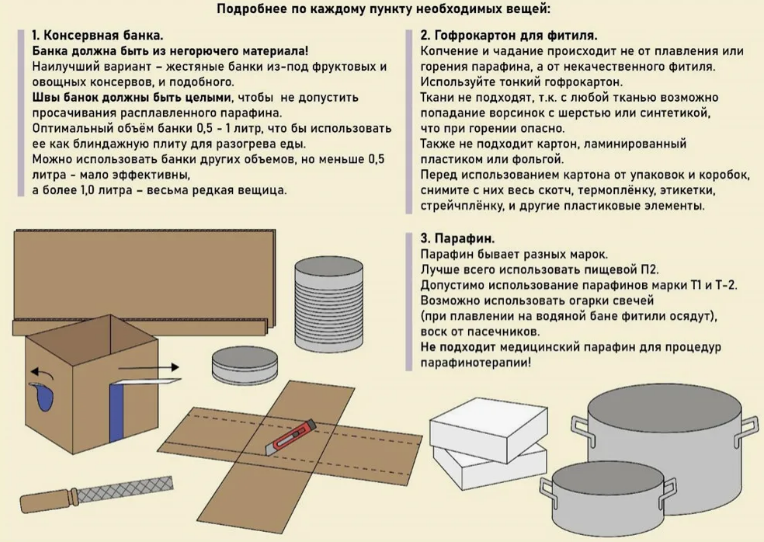 Подробнее по каждому пункту необходимых вещей:
1. Консервная банка.
Банка должна быть из негорючего материала!
Наилучший вариант – жестяные банки из-под фруктовых и
овощных консервов, и подобного.
Швы банок должны быть целыми, чтобы не допустить
просачивания расплавленного парафина.
Оптимальный объём банки 0,5 - 1 литр, что бы использовать
ее как блиндажную плиту для разогрева еды.
Можно использовать банки других объемов, но меньше 0,5
литра - мало эффективны,
а более 1,0 литра – весьма редкая вещица.
2. Гофрокартон для фитиля.
Копчение и чадание происходит не от плавления или
горения парафина, а от некачественного фитиля.
Используйте тонкий гофрокартон.
Ткани не подходят, т.к. с любой тканью возможно
попадание ворсинок с шерстью или синтетикой,
что при горении опасно.
Также не подходит картон, ламинированный
пластиком или фольгой.
Перед использованием картона от упаковок и коробок,
снимите с них весь скотч, термоплёнку, этикетки,
стрейчплёнку, и другие пластиковые элементы.
3. Парафин.
Парафин бывает разных марок.
Лучше всего использовать пищевой П2.
Допустимо использование парафинов марки Т1 и Т-2.
Возможно использовать огарки свечей
(при плавлении на водяной бане фитили осядут),
воск от пасечников.
Не подходит медицинский парафин для процедур
парафинотерапии!